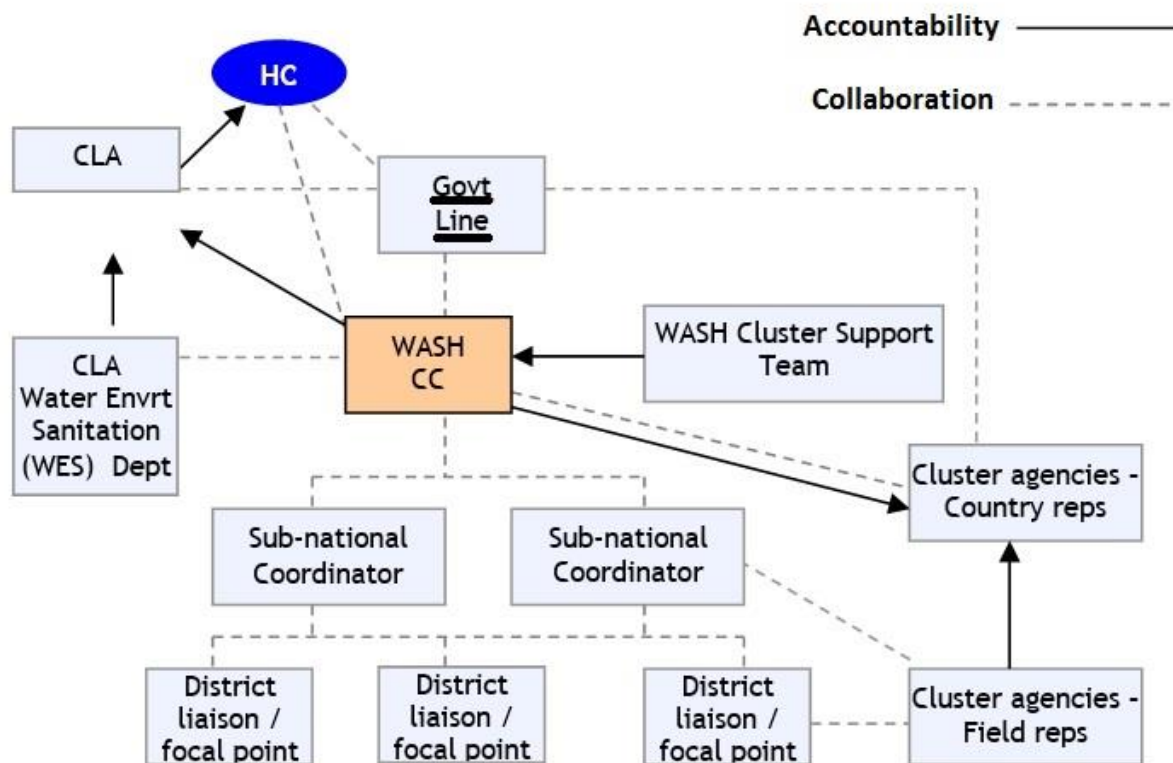 Accountability
HC
Collaboration
CLA
Govt
Line
WASH
CC
WASH Cluster Support
Team
CLA
Water Envrt
Sanitation
(WES) Dept
Cluster agencies -
Country reps
Sub-national
Coordinator
Sub-national
Coordinator
District
liaison /
focal point
District
liaison /
focal point
District
liaison /
focal point
Cluster agencies -
Field reps